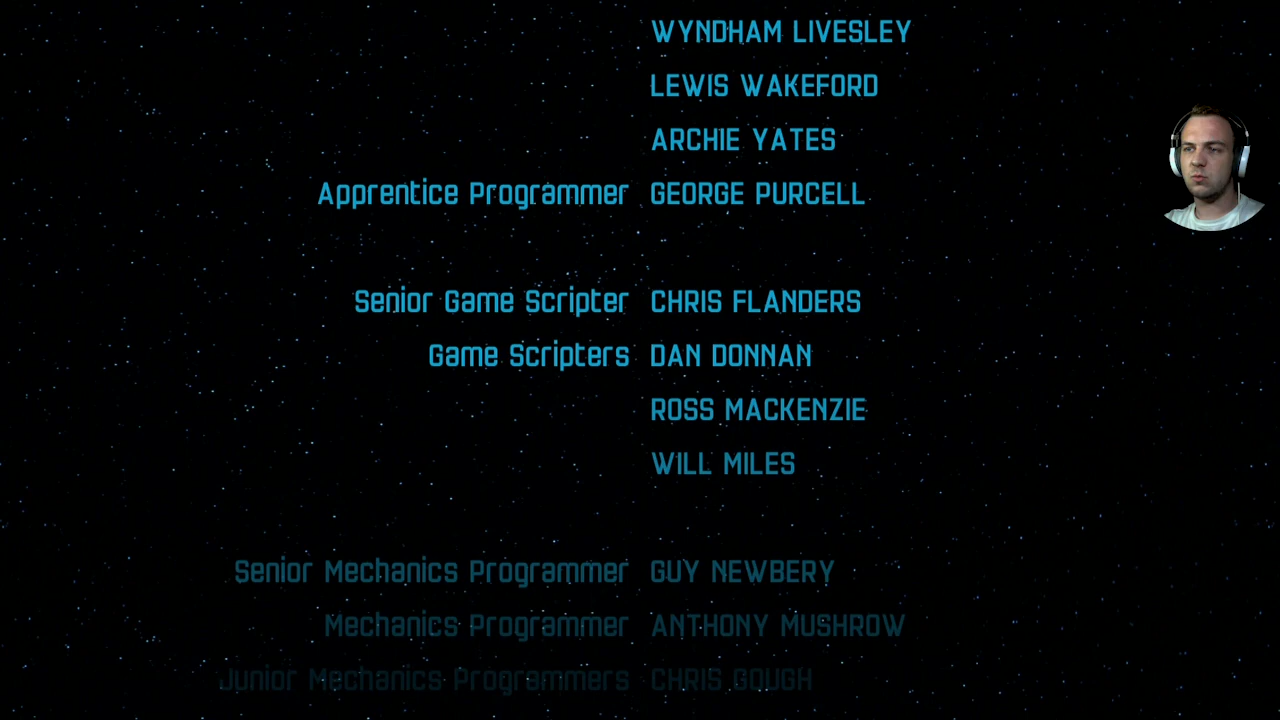 WYNDHAM LIVESLEY
LEWIS WAKEFORD
ARCHIE YATES
Apprentice Programmer GEORGE PURCELL
Senior Game Scripter CHRIS FLANDERS
Game Scripters DAN DONNAN
ROSS MACKENZIE
WILL MILES
Senior Mechanics Programmer GUY NEWBERY
Mechanics Programmer ANTHONY MUSHROW
Junior Mechanics Programmers CHRIS GOUGH